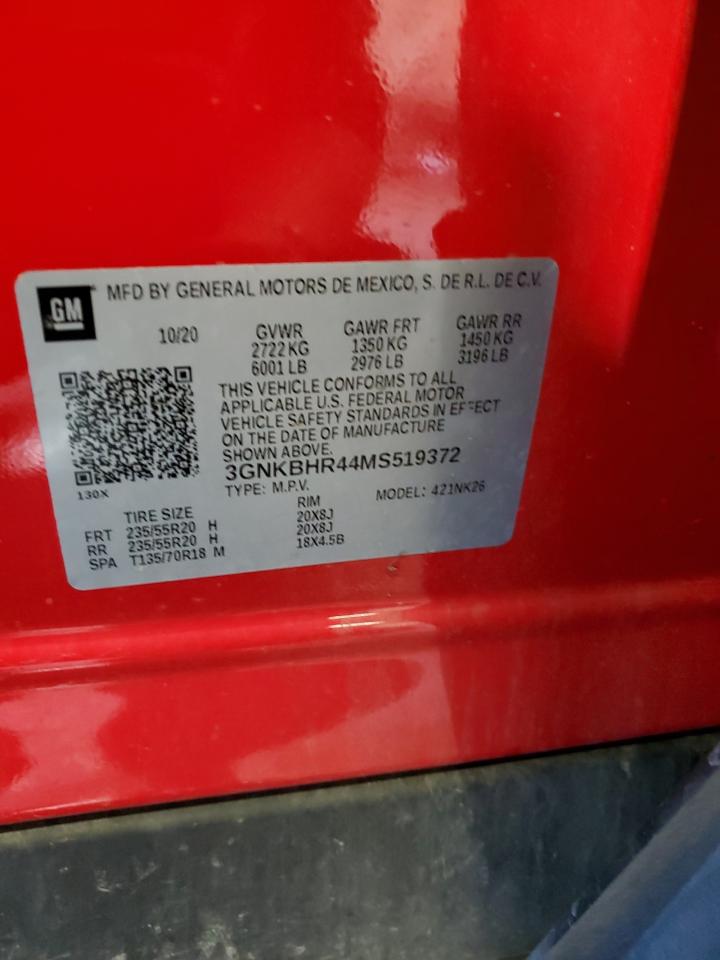 GM MFD BY GENERAL MOTORS DE MEXICO, S. DE R.L. DE C.V.
10/20 GVWR GAWR FRT GAWR RR
2722 KG 1350 KG 1450 KG
6001 LB 2976 LB 3196 LB
THIS VEHICLE CONFORMS TO ALL
APPLICABLE U.S. FEDERAL MOTOR
VEHICLE SAFETY STANDARDS IN EFFECT
ON THE DATE OF MANUFACTURE
SHOWN ABOVE.
3GNKBHR44MS519372
130X
TYPE: M.P.V. MODEL: 421NK26
TIRE SIZE RIM
FRT 235/55R20 H 20X8J
RR 235/55R20 H 20X8J
SPA T135/70R18 M 18X4.5B